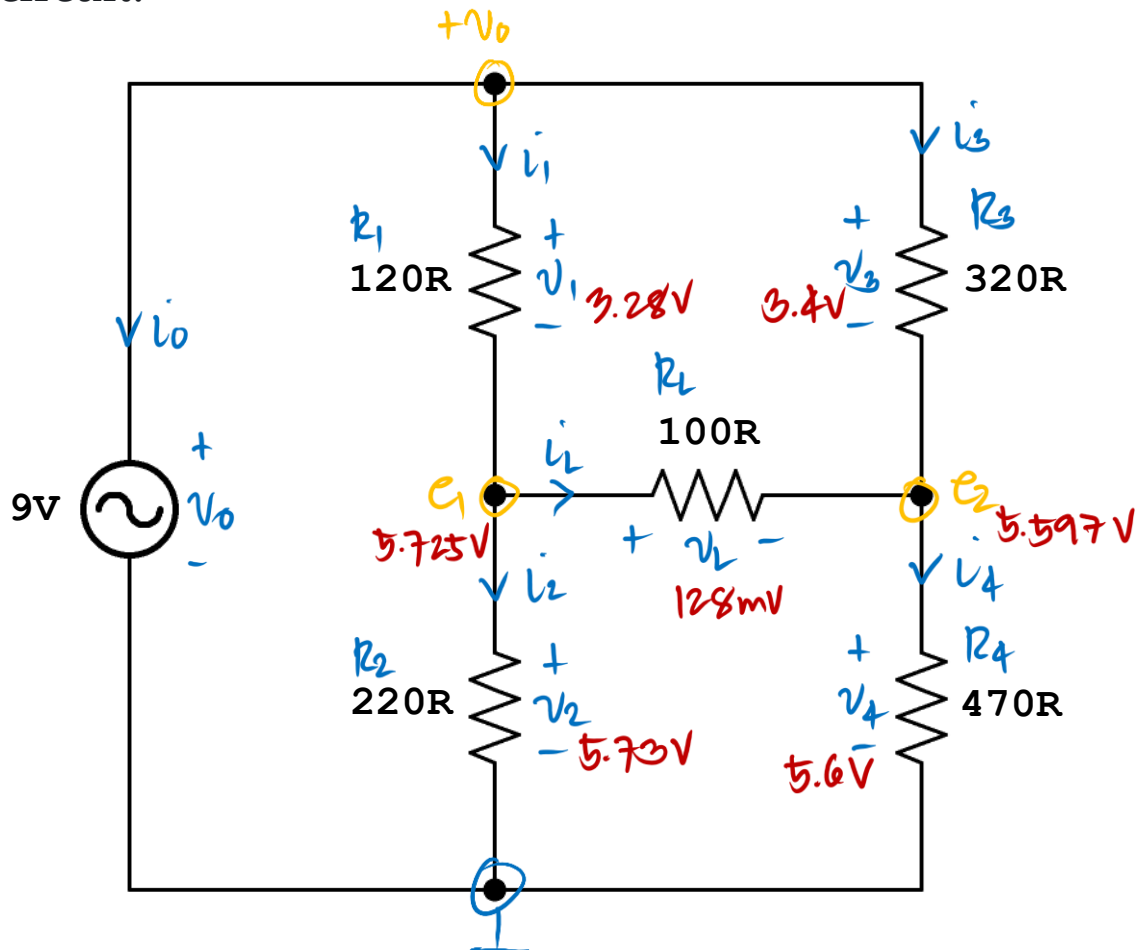 circuit.
+v₀
i₁
i₃
R₁
120R
+
v₁
−
3.28V
+
v₃
−
3.4V
R₃
320R
i₀
R_L
100R
9V
+
v₀
-
e₁
5.725V
i_L
+ v_L −
128mV
e₂
5.597V
i₂
i₄
R₂
220R
+
v₂
−
5.73V
+
v₄
−
5.6V
R₄
470R